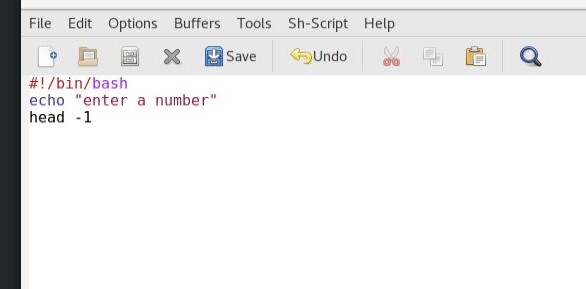 File Edit Options Buffers Tools Sh-Script Help
Save Undo
#!/bin/bash
echo "enter a number"
head -1